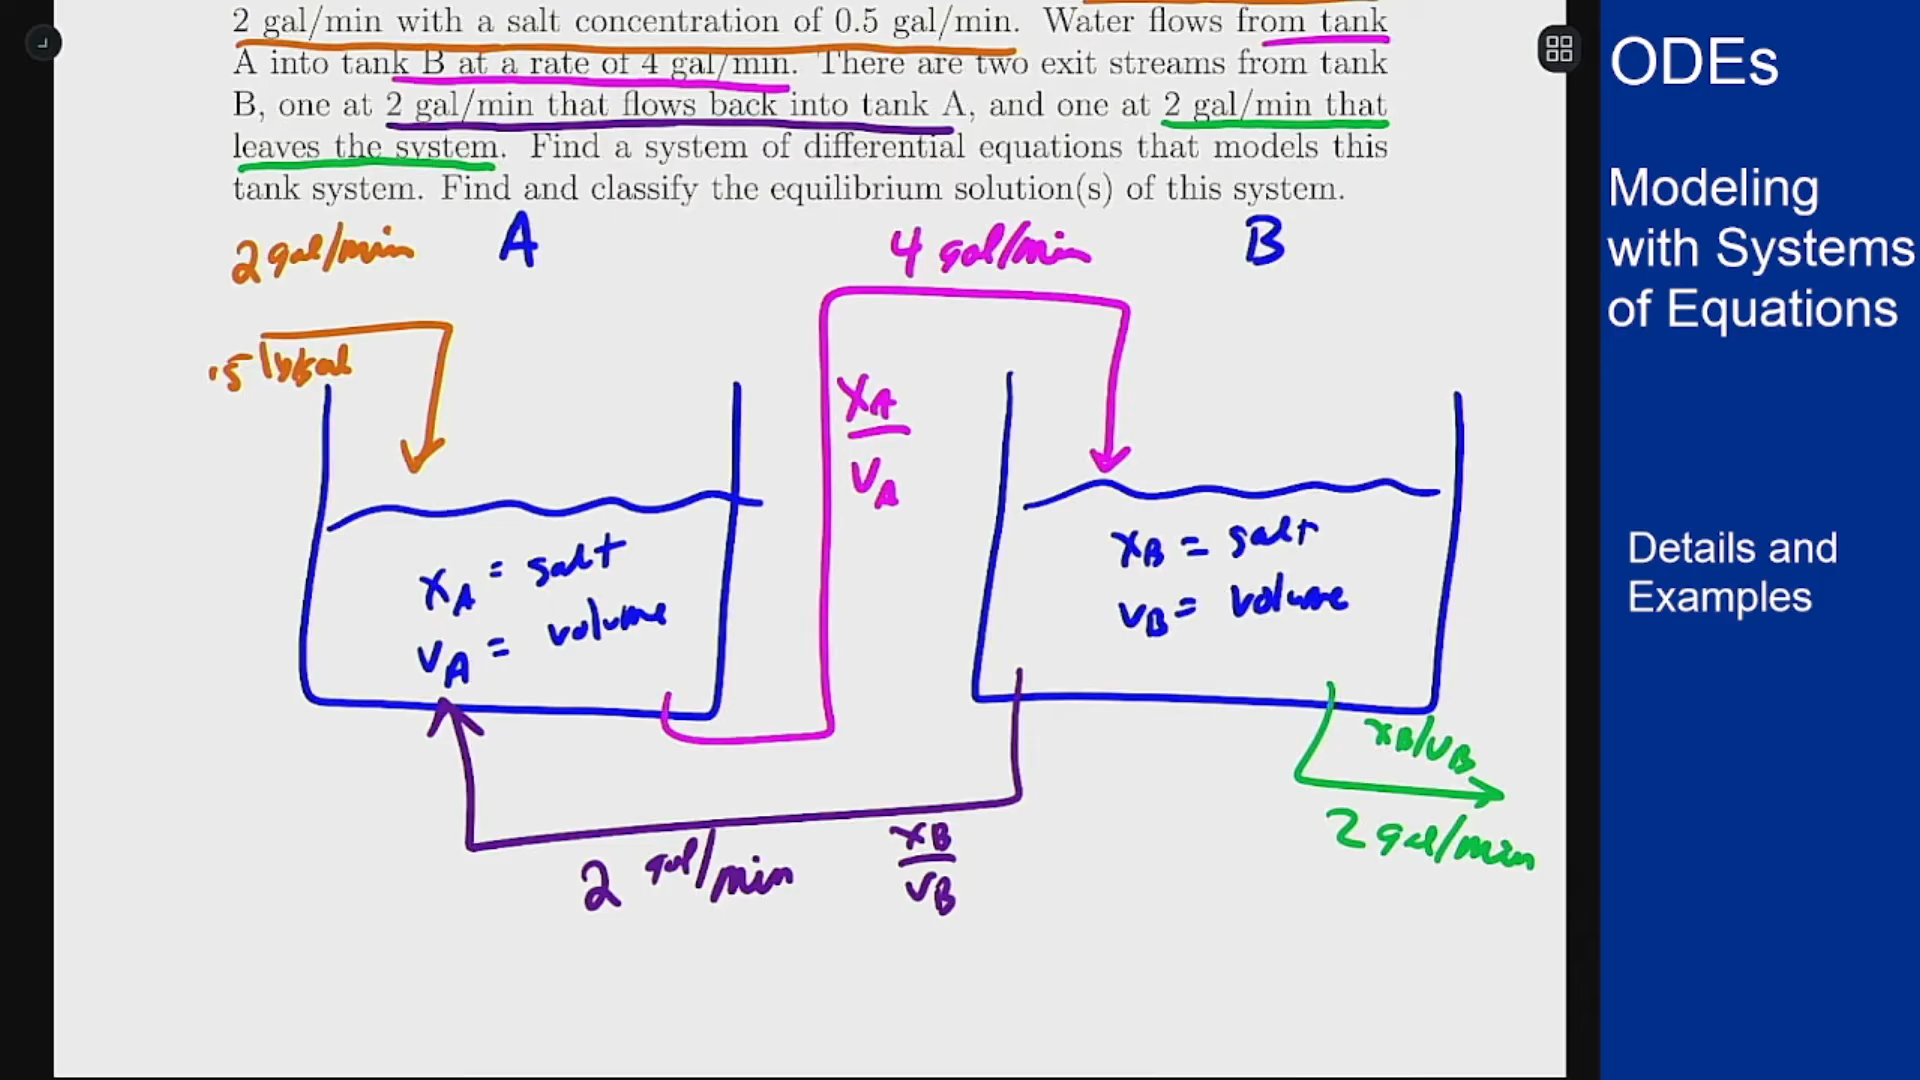 2 gal/min with a salt concentration of 0.5 gal/min. Water flows from tank
A into tank B at a rate of 4 gal/min. There are two exit streams from tank
B, one at 2 gal/min that flows back into tank A, and one at 2 gal/min that
leaves the system. Find a system of differential equations that models this
tank system. Find and classify the equilibrium solution(s) of this system.
ODEs
Modeling
with Systems
of Equations
Details and
Examples
2 gal/min
A
4 gal/min
B
.5 lb/gal
XA
VA
XA = salt
VA = volume
XB = salt
VB = volume
XB/VB
2 gal/min
2 gal/min
XB
VB